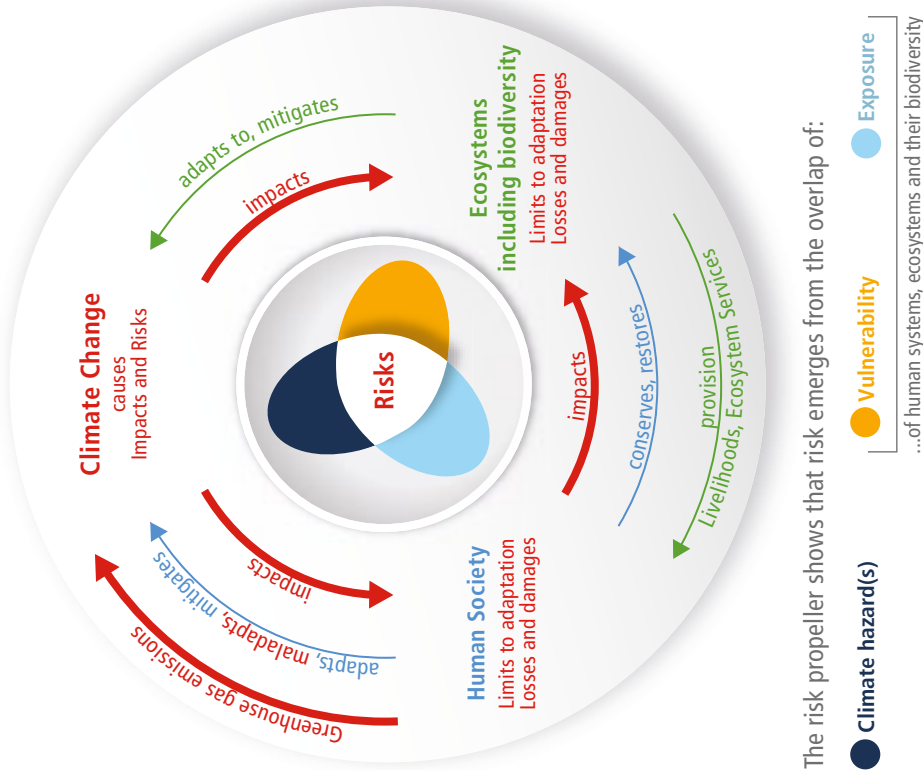 Climate Change
causes
Impacts and Risks
Greenhouse gas emissions
adapts, maladapts, mitigates
impacts
impacts
adapts to, mitigates
Risks
Human Society
Limits to adaptation
Losses and damages
Ecosystems
including biodiversity
Limits to adaptation
Losses and damages
impacts
conserves, restores
provision
Livelihoods, Ecosystem Services
The risk propeller shows that risk emerges from the overlap of:
Climate hazard(s)
Vulnerability
Exposure
...of human systems, ecosystems and their biodiversity